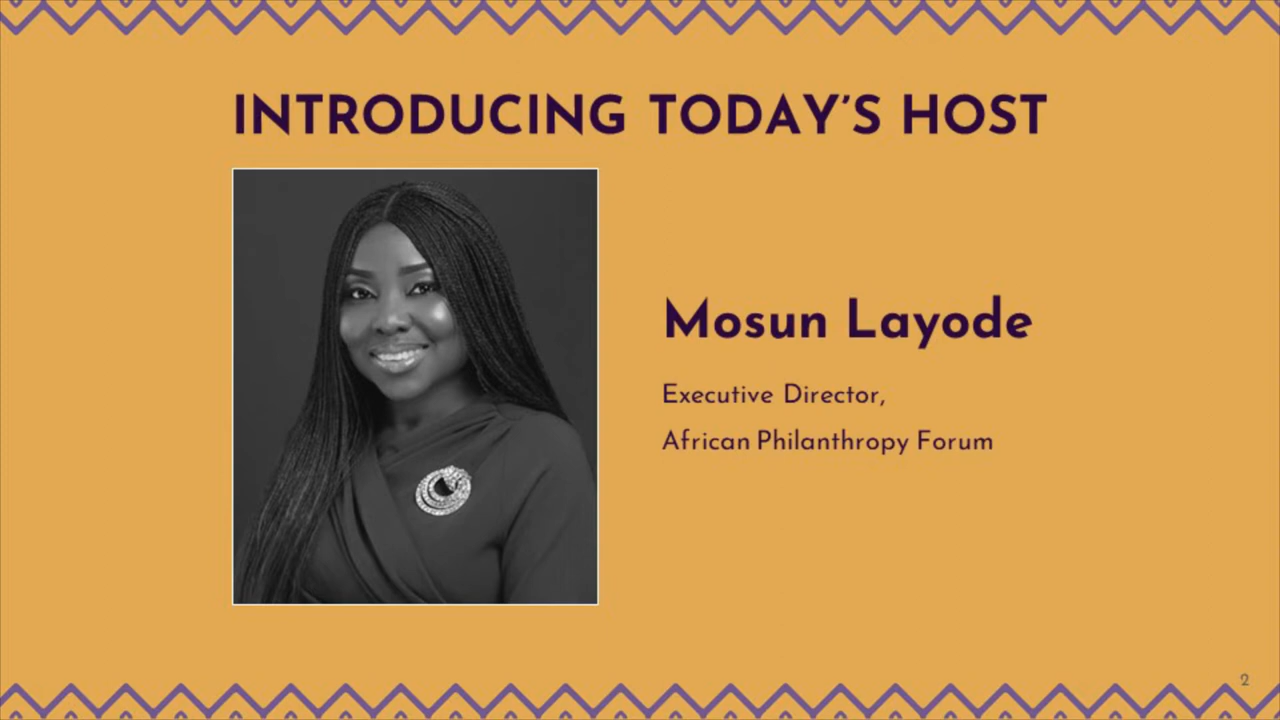 INTRODUCING TODAY’S HOST
Mosun Layode
Executive Director,
African Philanthropy Forum
2